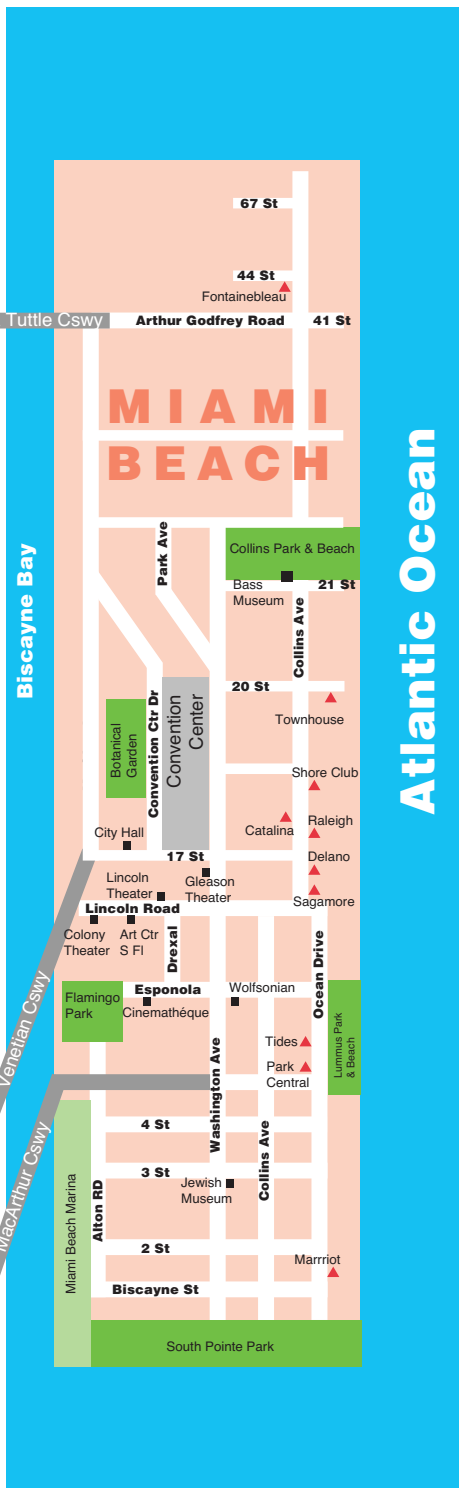 67 St
44 St
Fontainebleau
Tuttle Cswy
Arthur Godfrey Road
41 St
MIAMI
BEACH
Atlantic Ocean
Biscayne Bay
Park Ave
Collins Park & Beach
Bass
Museum
21 St
Collins Ave
20 St
Townhouse
Botanical
Garden
Convention Ctr Dr
Convention
Center
Shore Club
Catalina
Raleigh
City Hall
17 St
Delano
Lincoln
Theater
Gleason
Theater
Sagamore
Lincoln Road
Colony
Theater
Art Ctr
S Fl
Drexal
Ocean Drive
Venetian Cswy
Flamingo
Park
Esponola
Cinemathéque
Wolfsonian
Lummus Park
& Beach
Tides
Park
Central
Washington Ave
MacArthur Cswy
4 St
3 St
Jewish
Museum
Collins Ave
Alton RD
Miami Beach Marina
2 St
Marrriot
Biscayne St
South Pointe Park